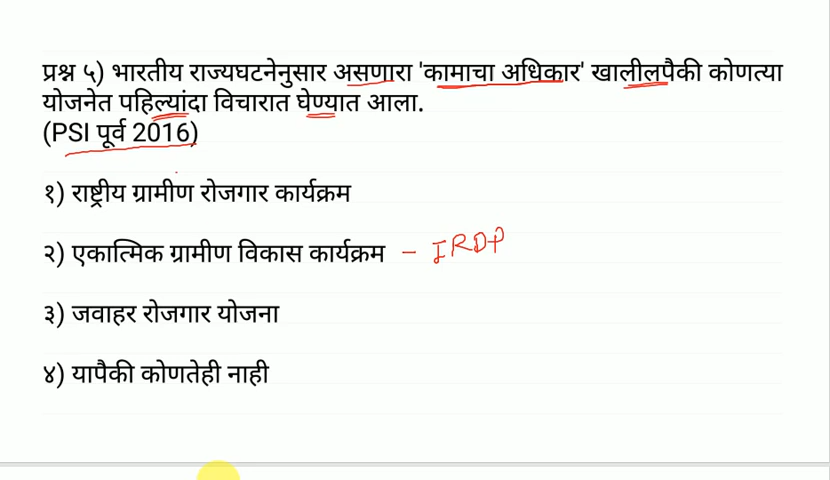 प्रश्न ५) भारतीय राज्यघटनेनुसार असणारा 'कामाचा अधिकार' खालीलपैकी कोणत्या
योजनेत पहिल्यांदा विचारात घेण्यात आला.
(PSI पूर्व 2016)
१) राष्ट्रीय ग्रामीण रोजगार कार्यक्रम
२) एकात्मिक ग्रामीण विकास कार्यक्रम - IRDP
३) जवाहर रोजगार योजना
४) यापैकी कोणतेही नाही